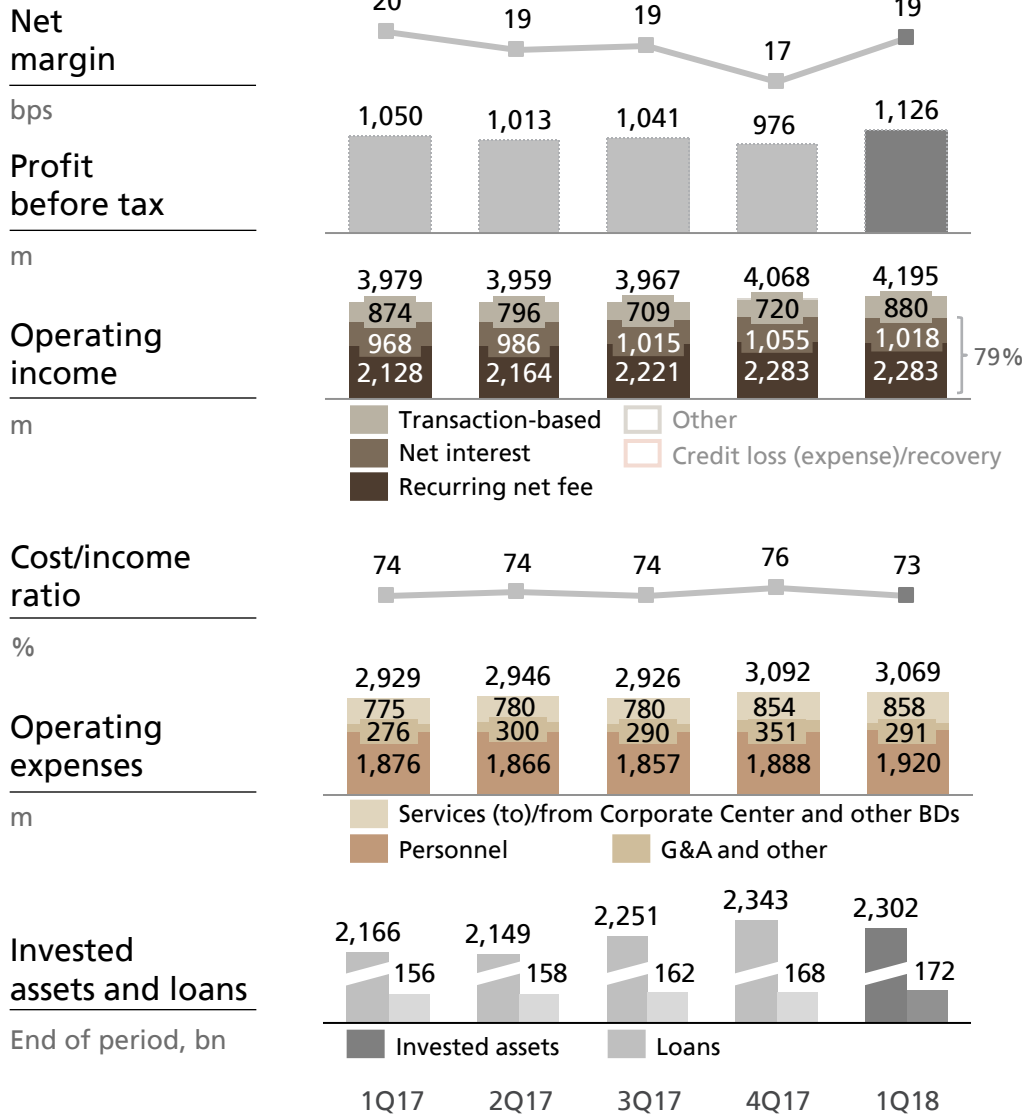 Net
margin
bps
20
19
19
17
19
Profit
before tax
m
1,050
1,013
1,041
976
1,126
Operating
income
m
3,979
3,959
3,967
4,068
4,195
874
796
709
720
880
968
986
1,015
1,055
1,018
2,128
2,164
2,221
2,283
2,283
79%
Transaction-based
Other
Net interest
Credit loss (expense)/recovery
Recurring net fee
Cost/income
ratio
%
74
74
74
76
73
Operating
expenses
m
2,929
2,946
2,926
3,092
3,069
775
780
780
854
858
276
300
290
351
291
1,876
1,866
1,857
1,888
1,920
Services (to)/from Corporate Center and other BDs
Personnel
G&A and other
Invested
assets and loans
End of period, bn
2,166
2,149
2,251
2,343
2,302
156
158
162
168
172
Invested assets
Loans
1Q17
2Q17
3Q17
4Q17
1Q18